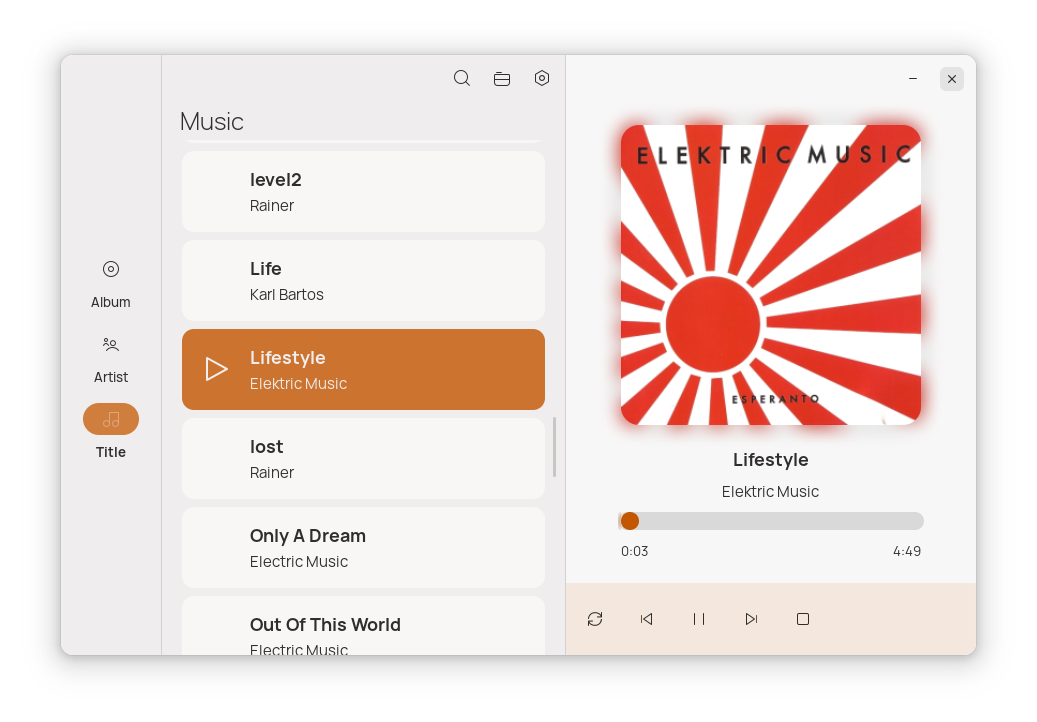 Music
level2
Rainer
Life
Karl Bartos
Lifestyle
Elektric Music
lost
Rainer
Only A Dream
Electric Music
Out Of This World
Electric Music
Album
Artist
Title
ELEKTRIC MUSIC
ESPERANTO
Lifestyle
Elektric Music
0:03
4:49